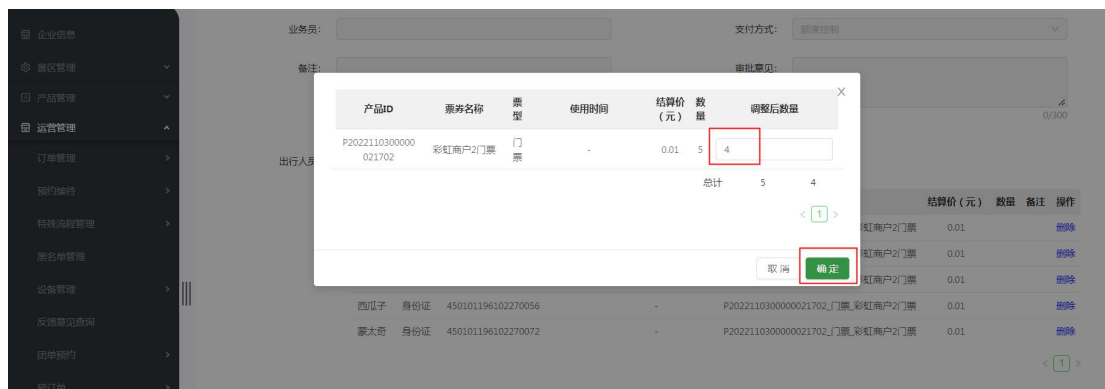 企业信息
景区管理
产品管理
运营管理
订单管理
预约接待
特殊流程管理
黑名单管理
设备管理
反馈意见查询
团单预约
预订单
业务员:
支付方式:
额度控制
备注:
审批意见:
0/300
出行人员
产品ID 票券名称 票型 使用时间 结算价（元） 数量 调整后数量
P2022110300000021702 彩虹商户2门票 门票 - 0.01 5 4
总计 5 4
< 1 >
取消 确定
结算价（元） 数量 备注 操作
彩虹商户2门票 0.01 删除
彩虹商户2门票 0.01 删除
彩虹商户2门票 0.01 删除
西瓜子 身份证 450101196102270056 - P2022110300000021702_门票_彩虹商户2门票 0.01 删除
蒙太奇 身份证 450101196102270072 - P2022110300000021702_门票_彩虹商户2门票 0.01 删除
< 1 >